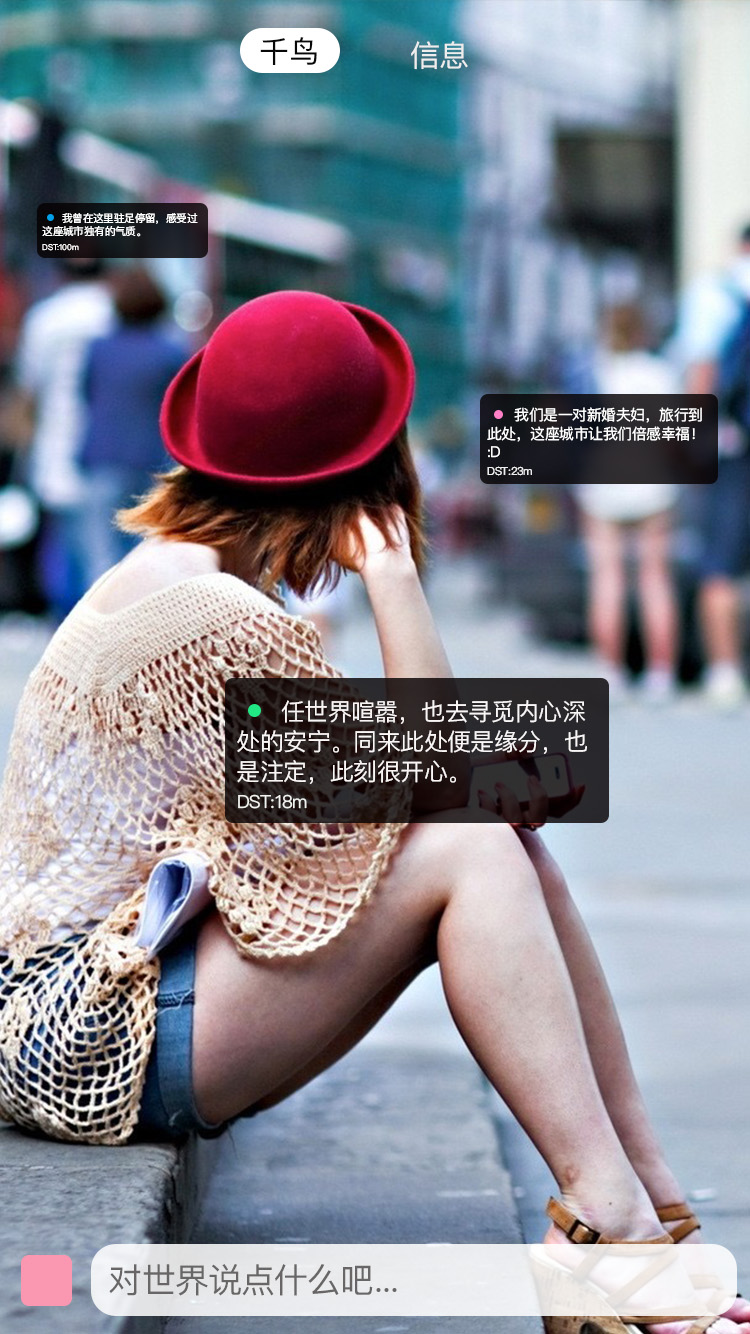 千鸟
信息
我曾在这里驻足停留，感受过
这座城市独有的气质。
DST:100m
我们是一对新婚夫妇，旅行到
此处，这座城市让我们倍感幸福！
:D
DST:23m
任世界喧嚣，也去寻觅内心深
处的安宁。同来此处便是缘分，也
是注定，此刻很开心。
DST:18m
对世界说点什么吧...